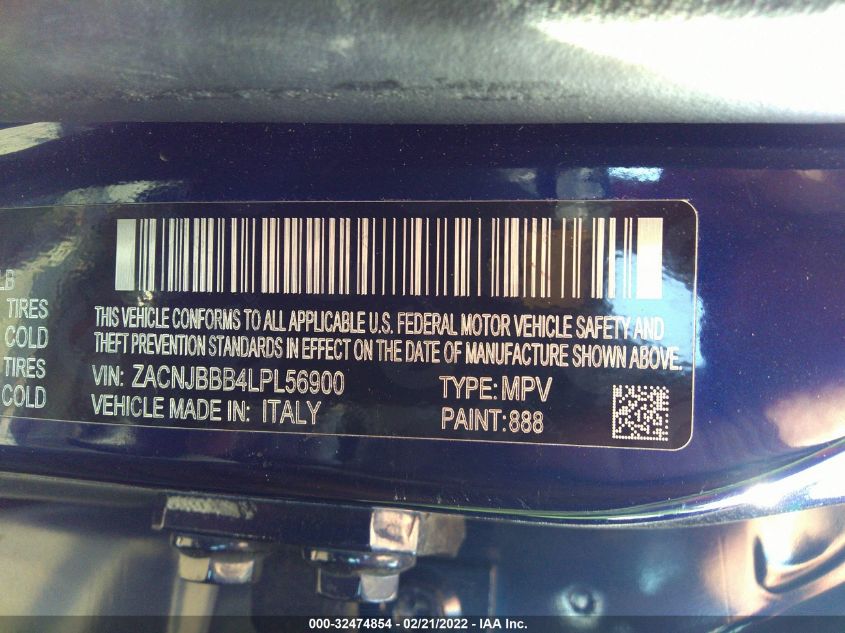 LB
TIRES
COLD
TIRES
COLD
THIS VEHICLE CONFORMS TO ALL APPLICABLE U.S. FEDERAL MOTOR VEHICLE SAFETY AND
THEFT PREVENTION STANDARDS IN EFFECT ON THE DATE OF MANUFACTURE SHOWN ABOVE.
VIN: ZACNJBBB4LPL56900 TYPE: MPV
VEHICLE MADE IN: ITALY PAINT: 888
000-32474854 - 02/21/2022 - IAA Inc.